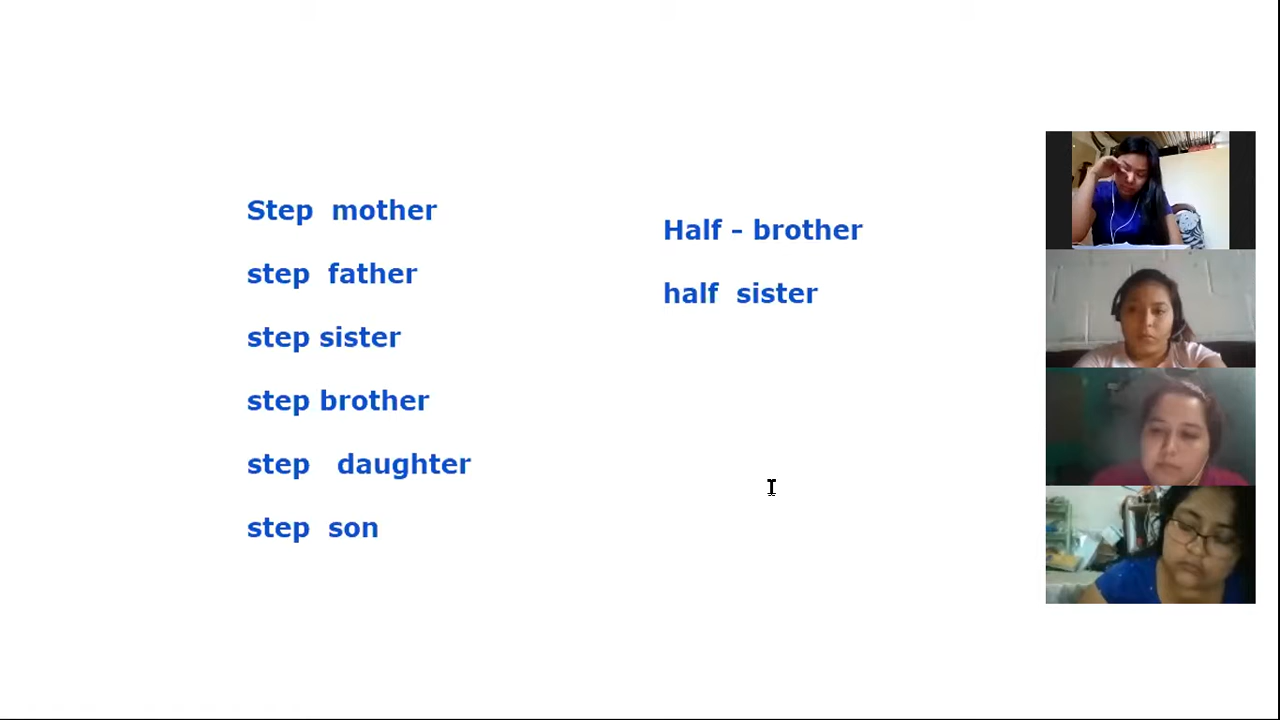 Step mother
step father
step sister
step brother
step daughter
step son
Half - brother
half sister